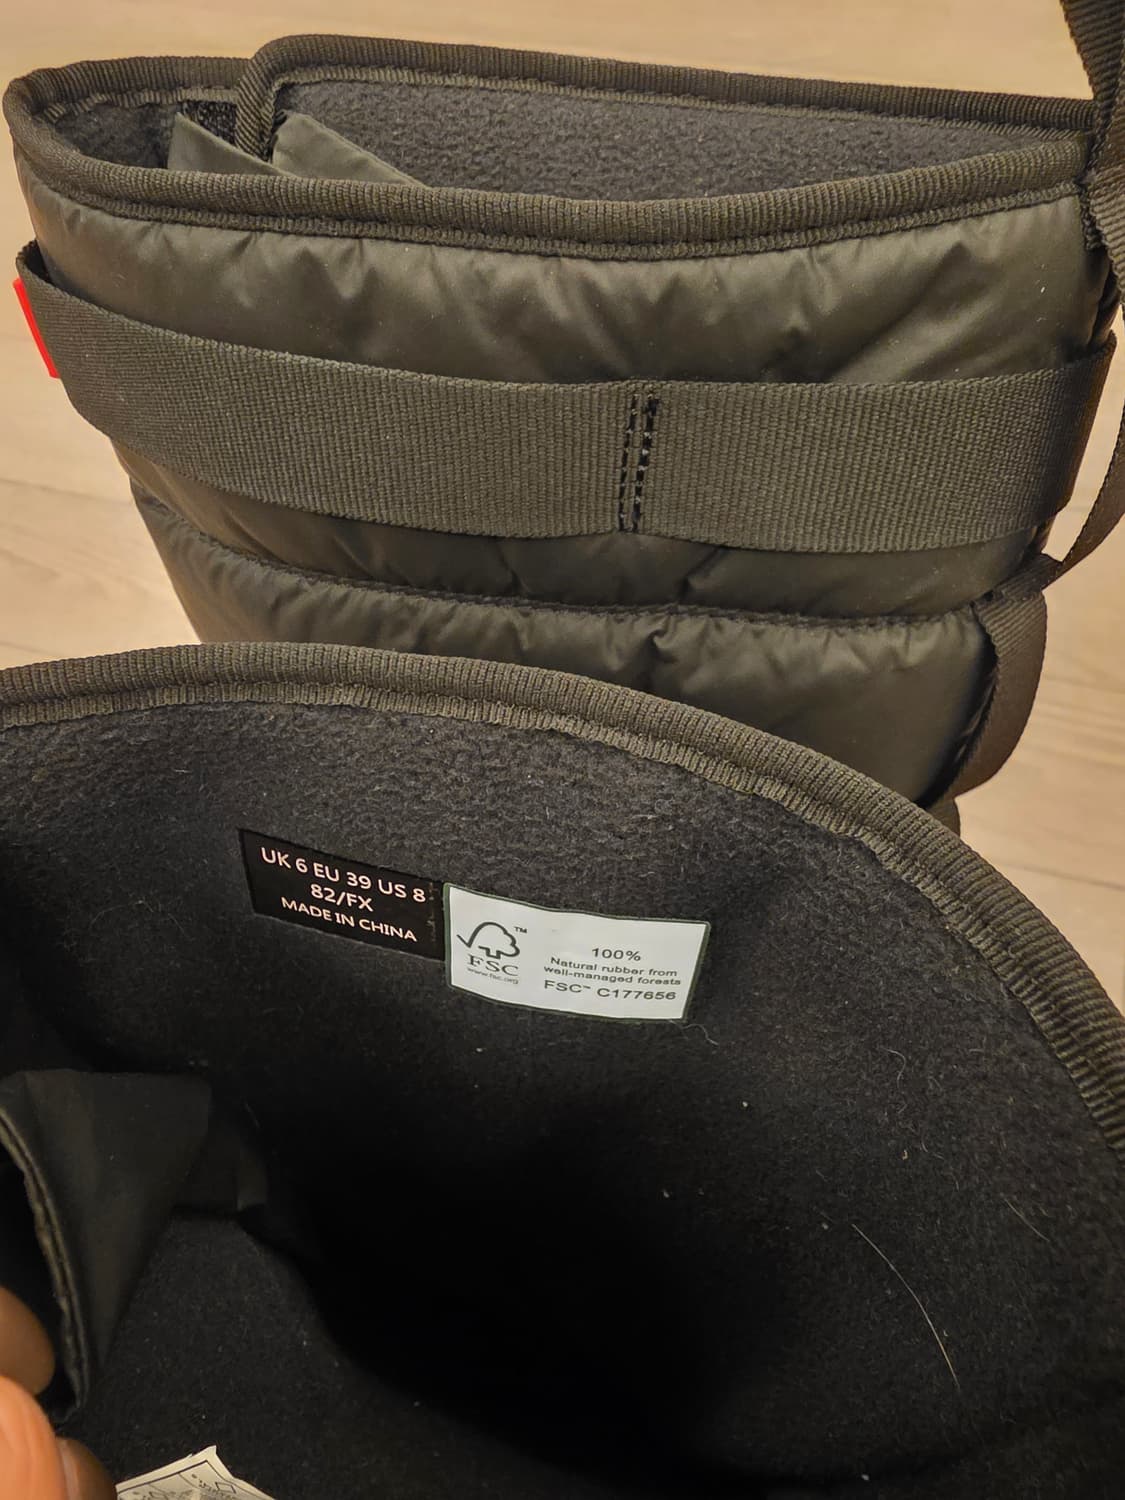 UK 6 EU 39 US 8
82/FX
MADE IN CHINA
™
FSC
www.fsc.org
100%
Natural rubber from
well-managed forests
FSC™ C177656